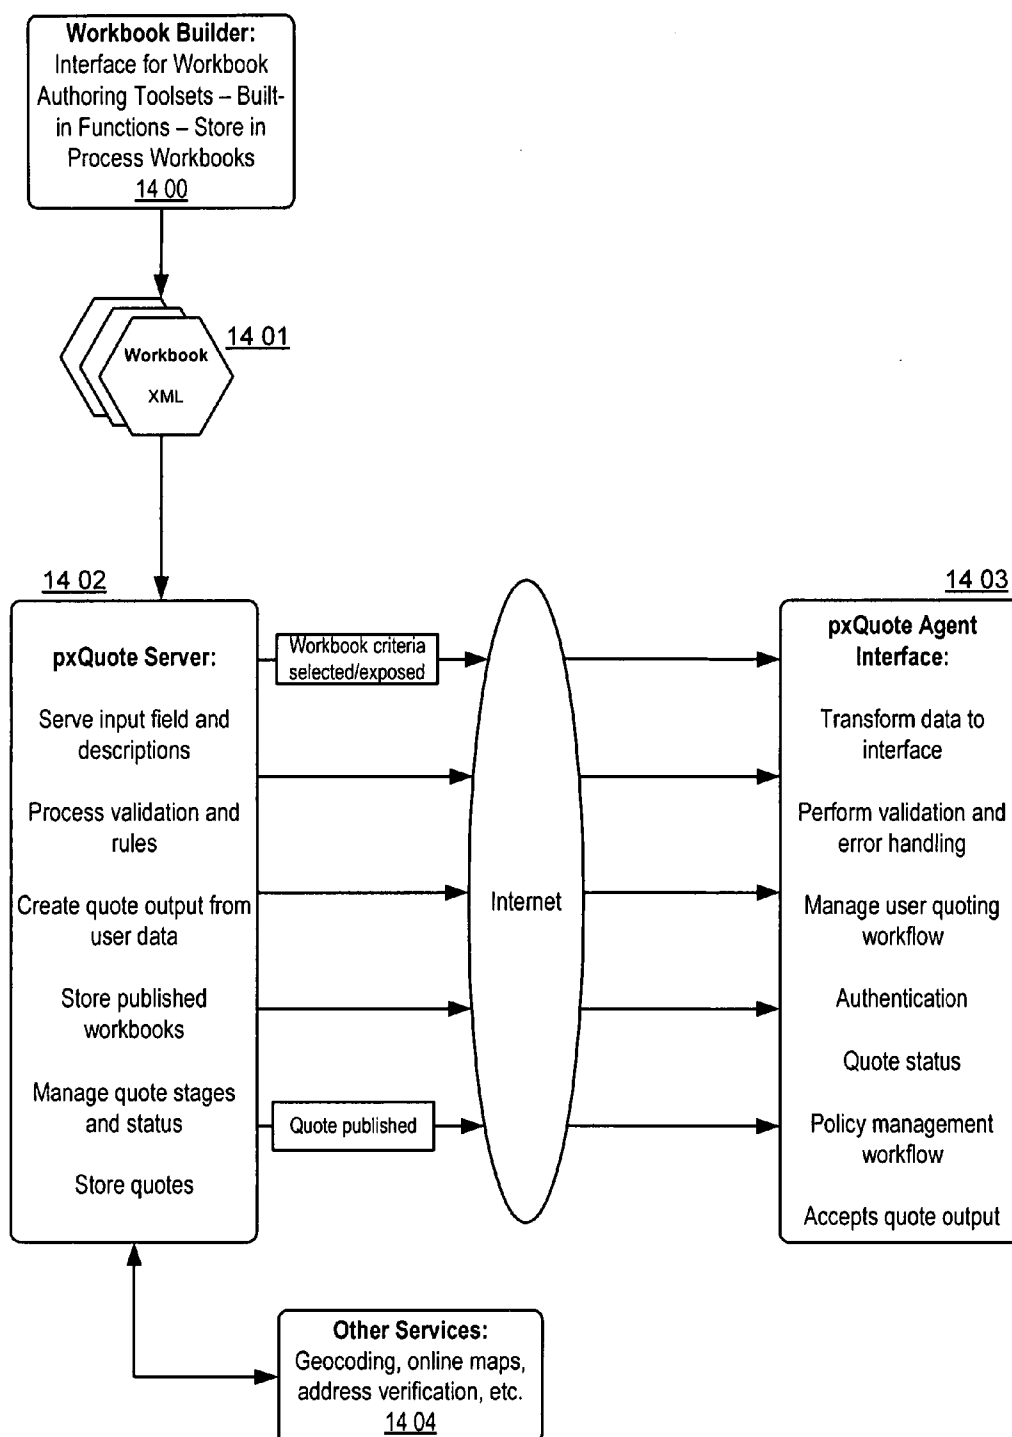 Workbook Builder:
Interface for Workbook
Authoring Toolsets – Built-
in Functions – Store in
Process Workbooks
14 00
14 01
Workbook
XML
14 02
pxQuote Server:
Serve input field and
descriptions
Process validation and
rules
Create quote output from
user data
Store published
workbooks
Manage quote stages
and status
Store quotes
Workbook criteria
selected/exposed
Quote published
Internet
14 03
pxQuote Agent
Interface:
Transform data to
interface
Perform validation and
error handling
Manage user quoting
workflow
Authentication
Quote status
Policy management
workflow
Accepts quote output
Other Services:
Geocoding, online maps,
address verification, etc.
14 04